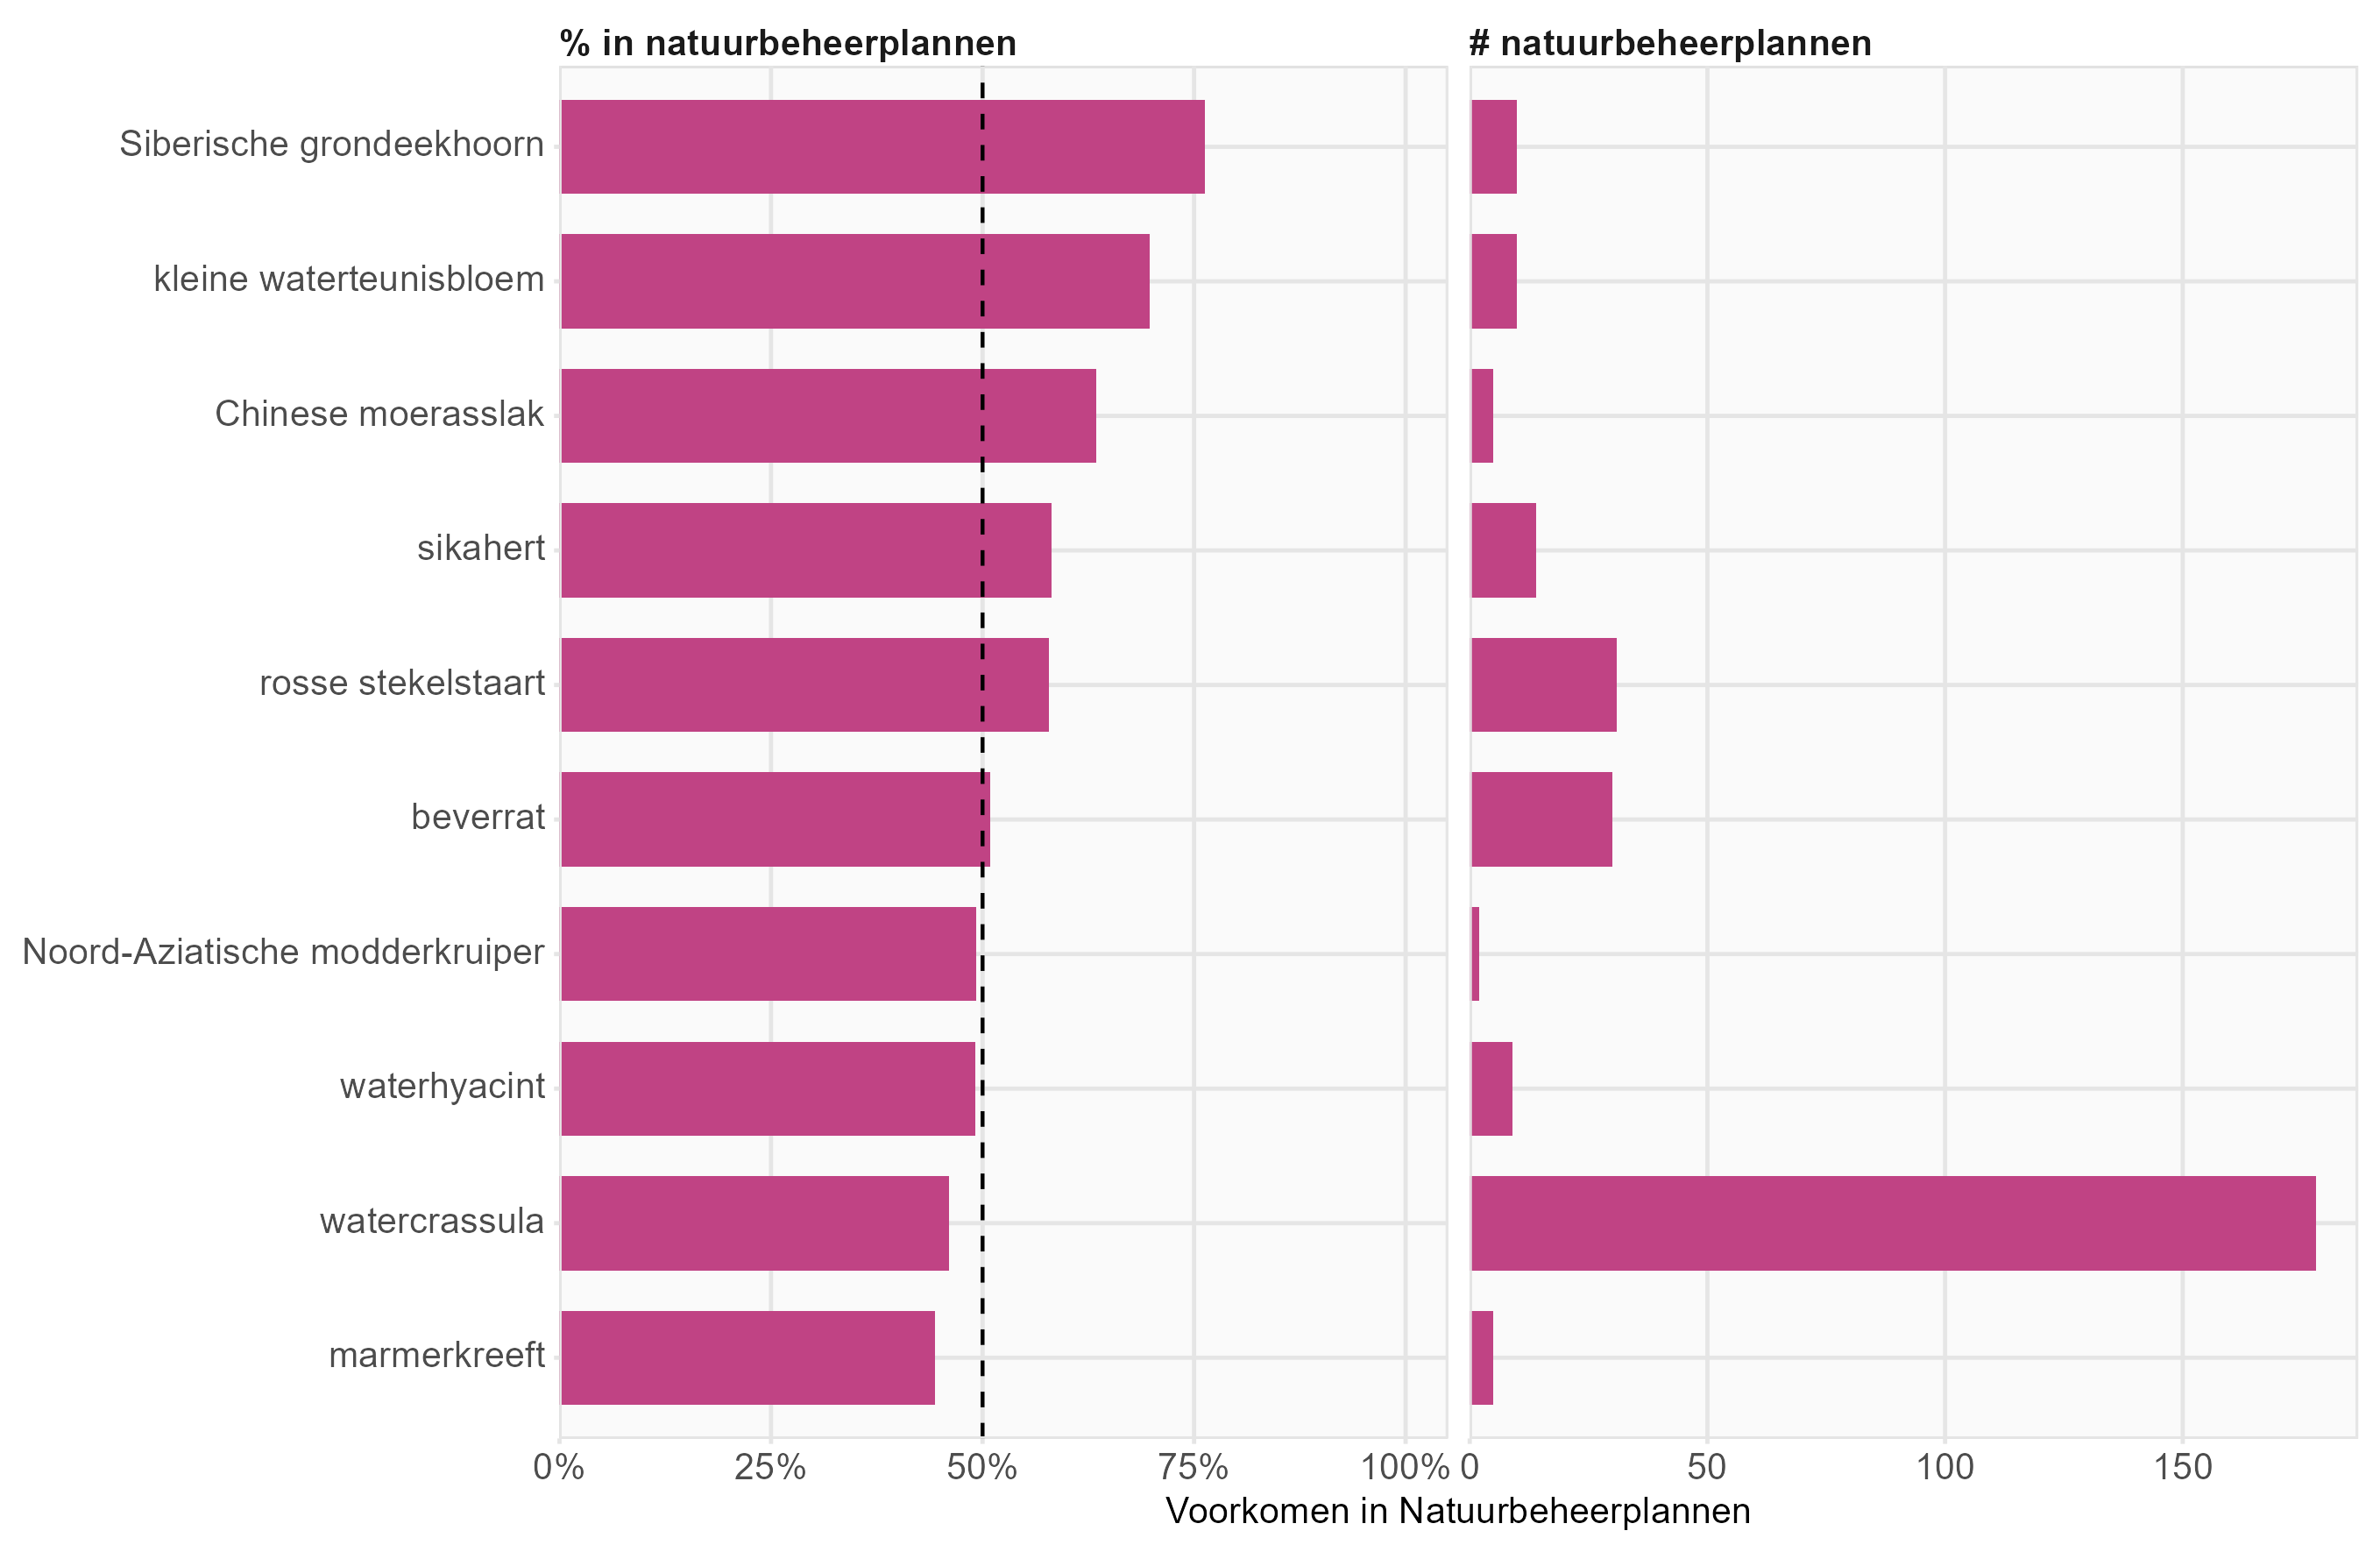 % in natuurbeheerplannen
# natuurbeheerplannen
Siberische grondeekhoorn
kleine waterteunisbloem
Chinese moerasslak
sikahert
rosse stekelstaart
beverrat
Noord-Aziatische modderkruiper
waterhyacint
watercrassula
marmerkreeft
0% 25% 50% 75% 100% 0 50 100 150
Voorkomen in Natuurbeheerplannen